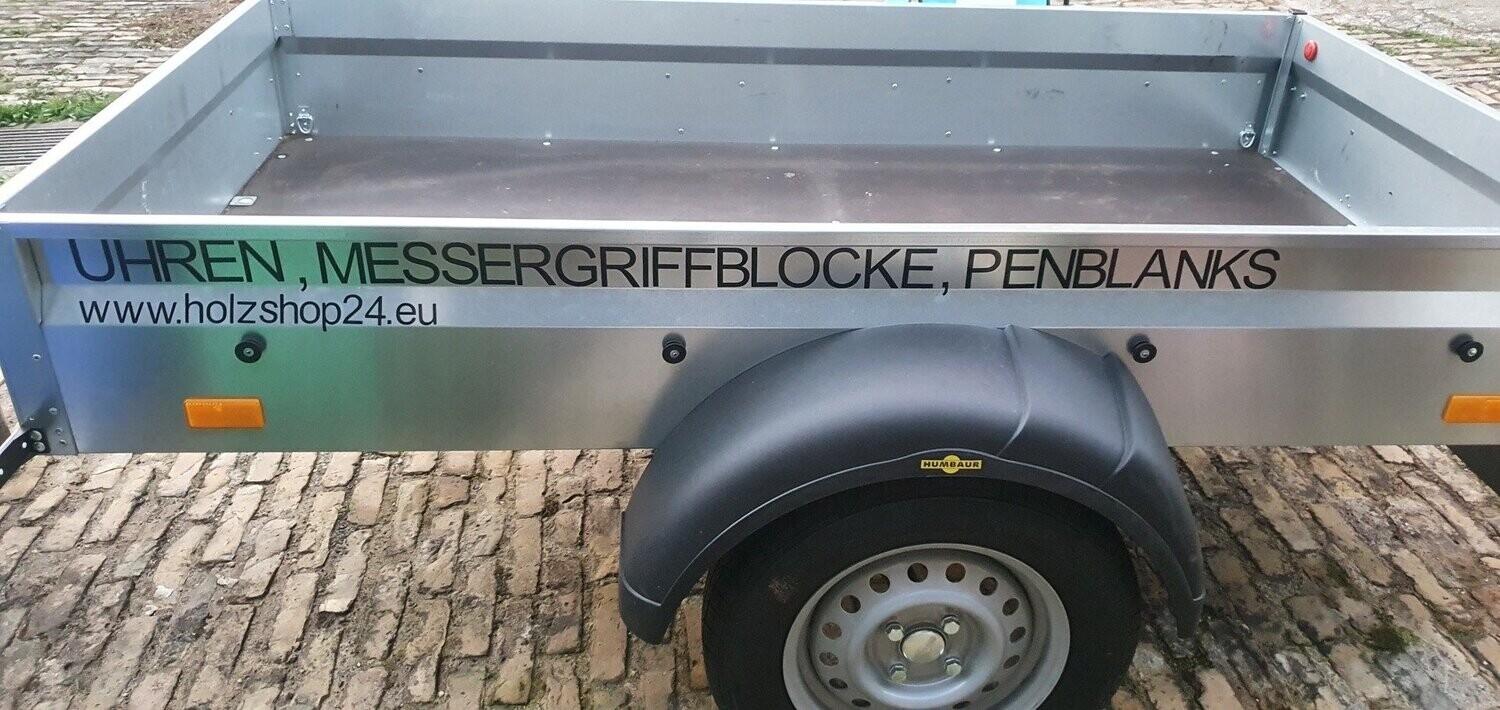 UHREN , MESSERGRIFFBLOCKE, PENBLANKS
www.holzshop24.eu
HUMBAUR